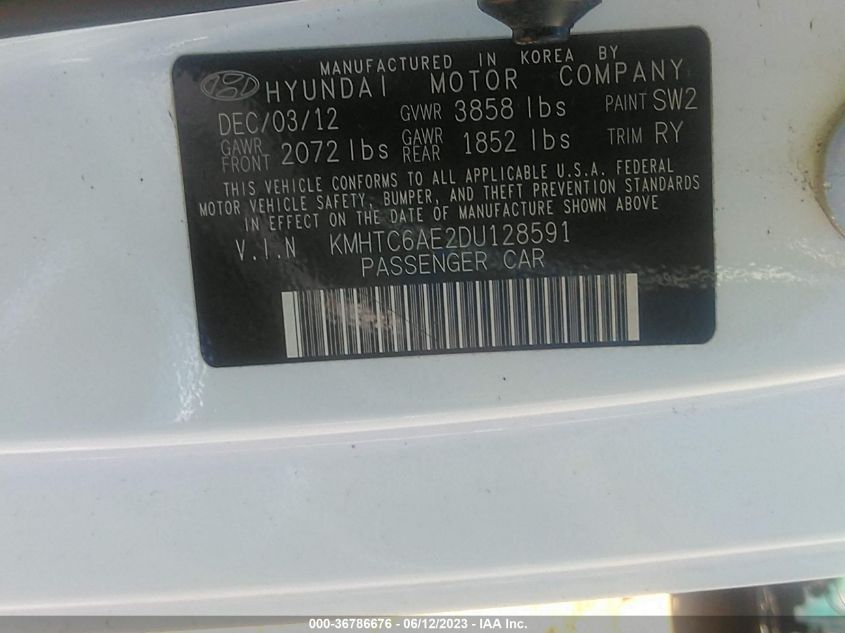 MANUFACTURED IN KOREA BY
HYUNDAI MOTOR COMPANY
DEC/03/12 GVWR 3858 lbs PAINT SW2
GAWR FRONT 2072 lbs GAWR REAR 1852 lbs TRIM RY
THIS VEHICLE CONFORMS TO ALL APPLICABLE U.S.A. FEDERAL
MOTOR VEHICLE SAFETY, BUMPER, AND THEFT PREVENTION STANDARDS
IN EFFECT ON THE DATE OF MANUFACTURE SHOWN ABOVE
V.I.N KMHTC6AE2DU128591
PASSENGER CAR
000-36786676 - 06/12/2023 - IAA Inc.